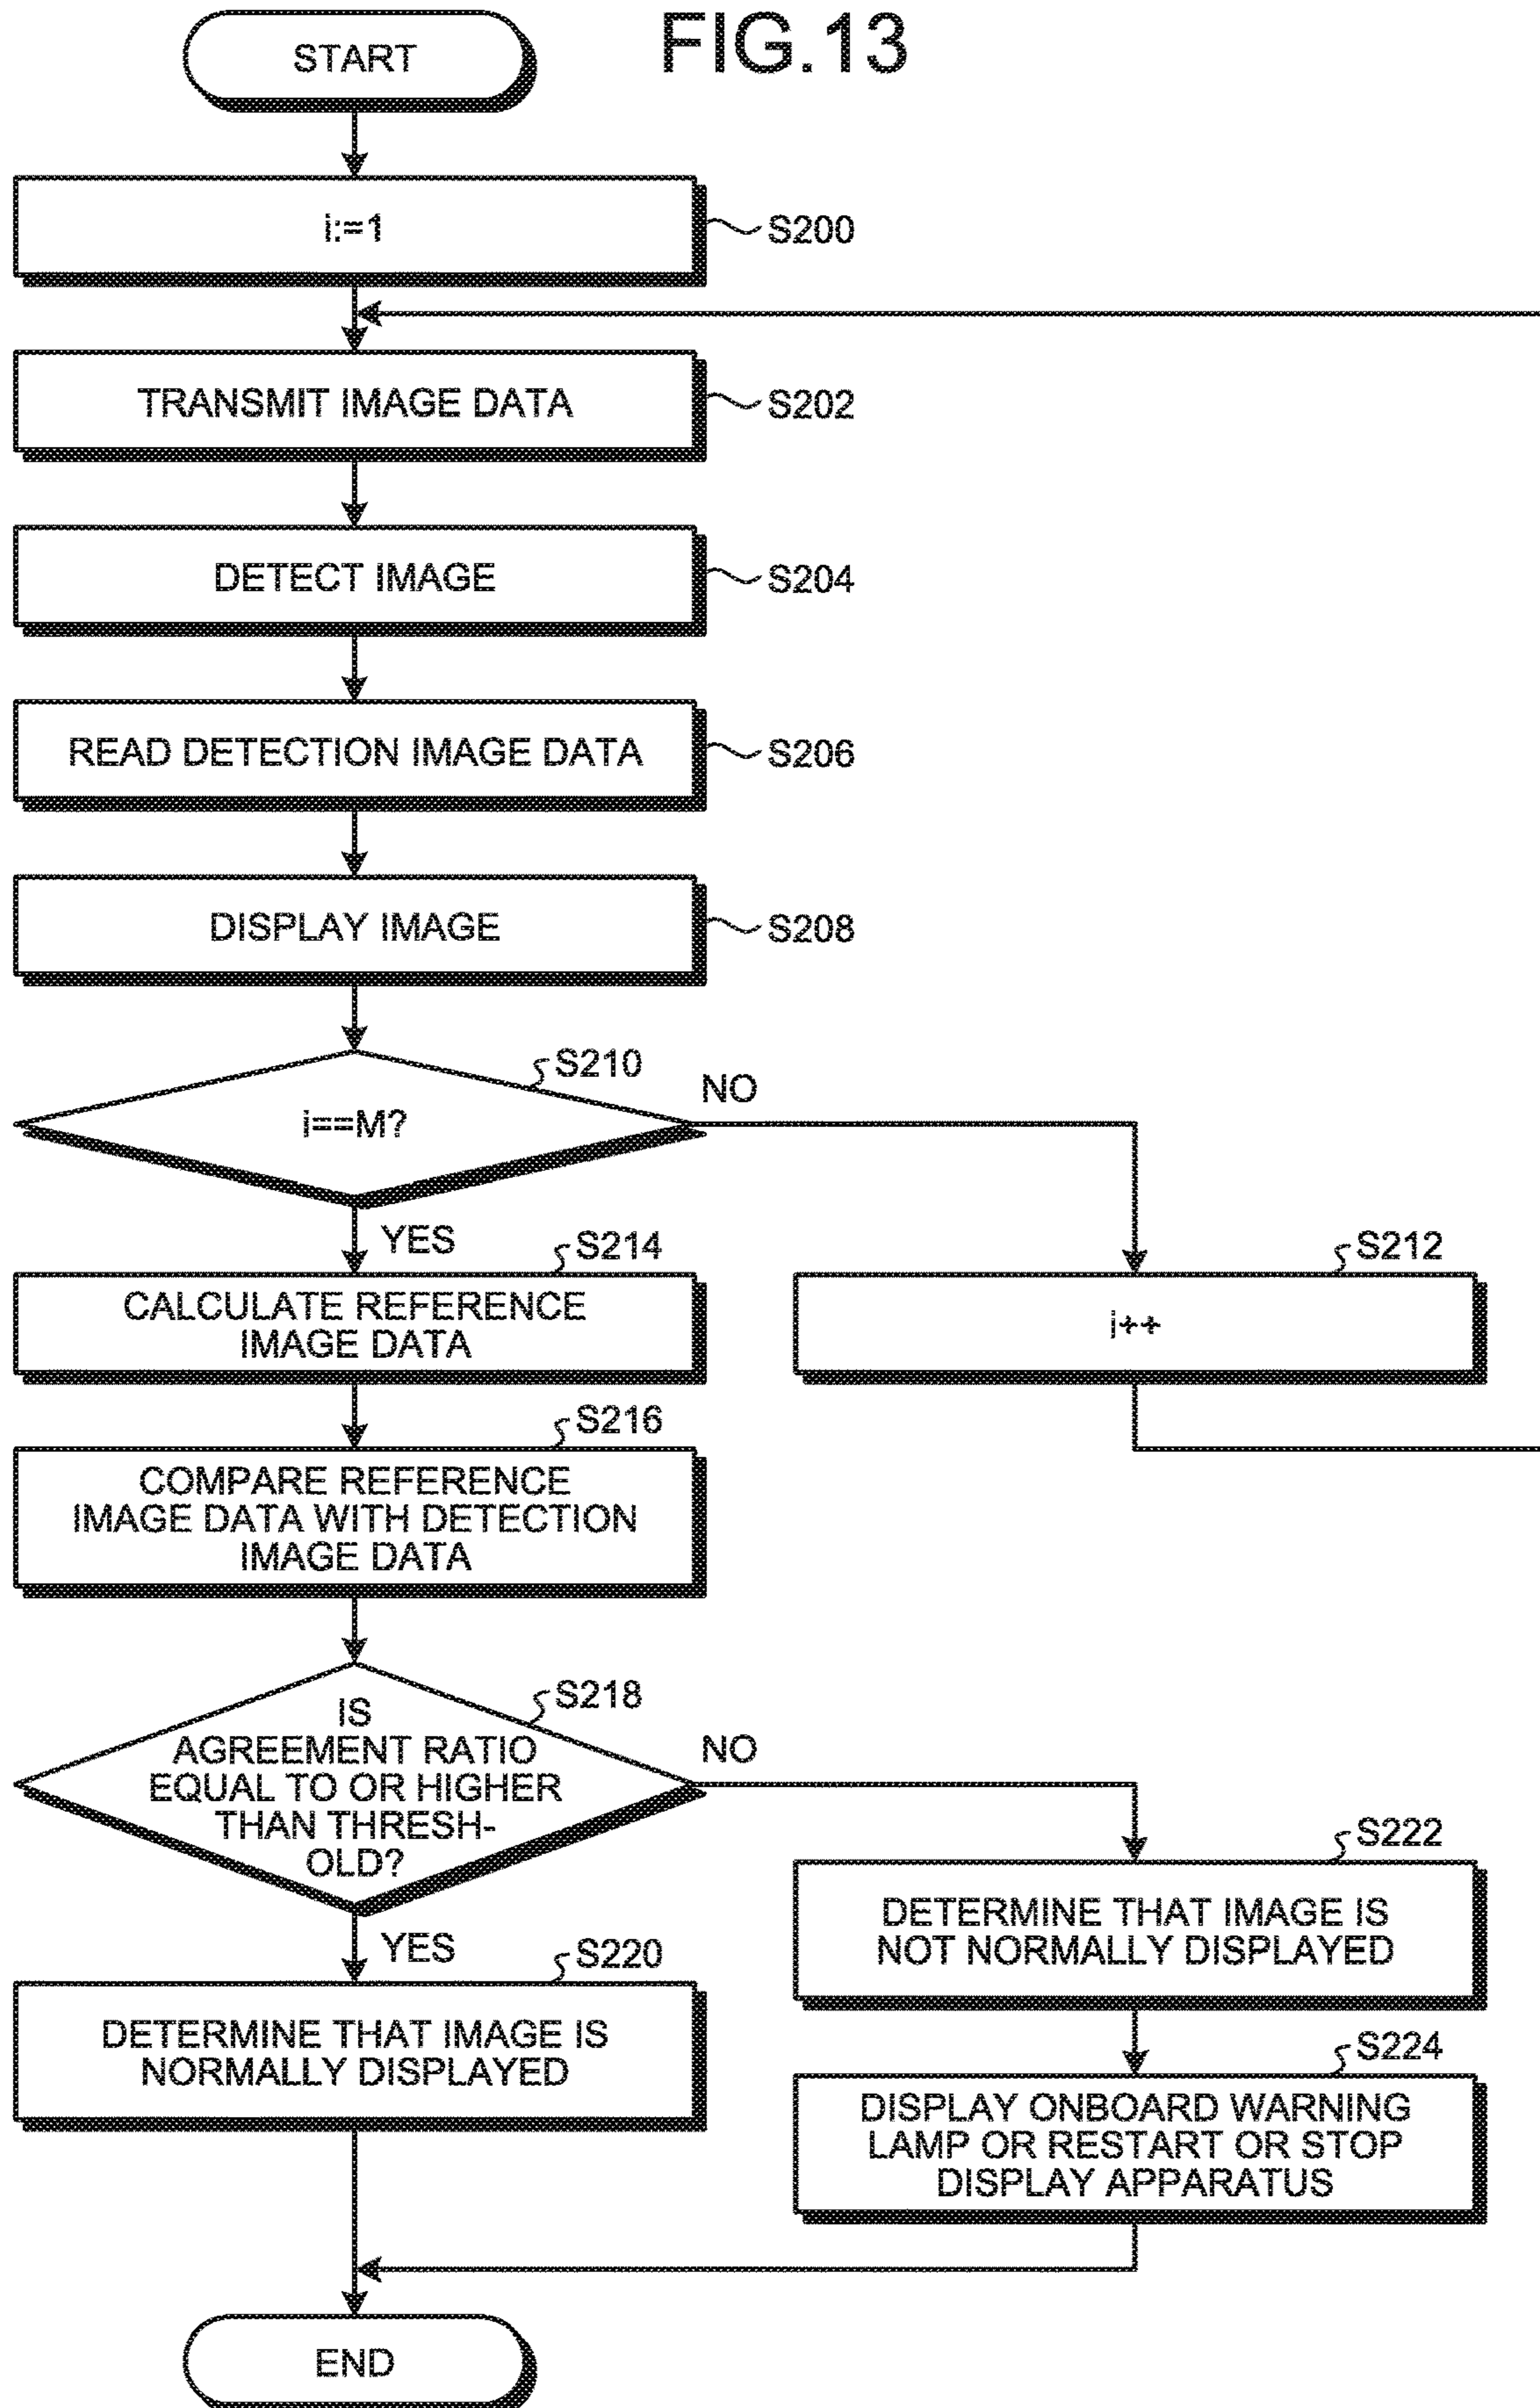 FIG.13
START
i:=1
S200
TRANSMIT IMAGE DATA
S202
DETECT IMAGE
S204
READ DETECTION IMAGE DATA
S206
DISPLAY IMAGE
S208
S210
i==M?
NO
YES
S214
CALCULATE REFERENCE
IMAGE DATA
S212
i++
S216
COMPARE REFERENCE
IMAGE DATA WITH DETECTION
IMAGE DATA
S218
IS
AGREEMENT RATIO
EQUAL TO OR HIGHER
THAN THRESH-
OLD?
NO
YES
S220
DETERMINE THAT IMAGE IS
NORMALLY DISPLAYED
S222
DETERMINE THAT IMAGE IS
NOT NORMALLY DISPLAYED
S224
DISPLAY ONBOARD WARNING
LAMP OR RESTART OR STOP
DISPLAY APPARATUS
END